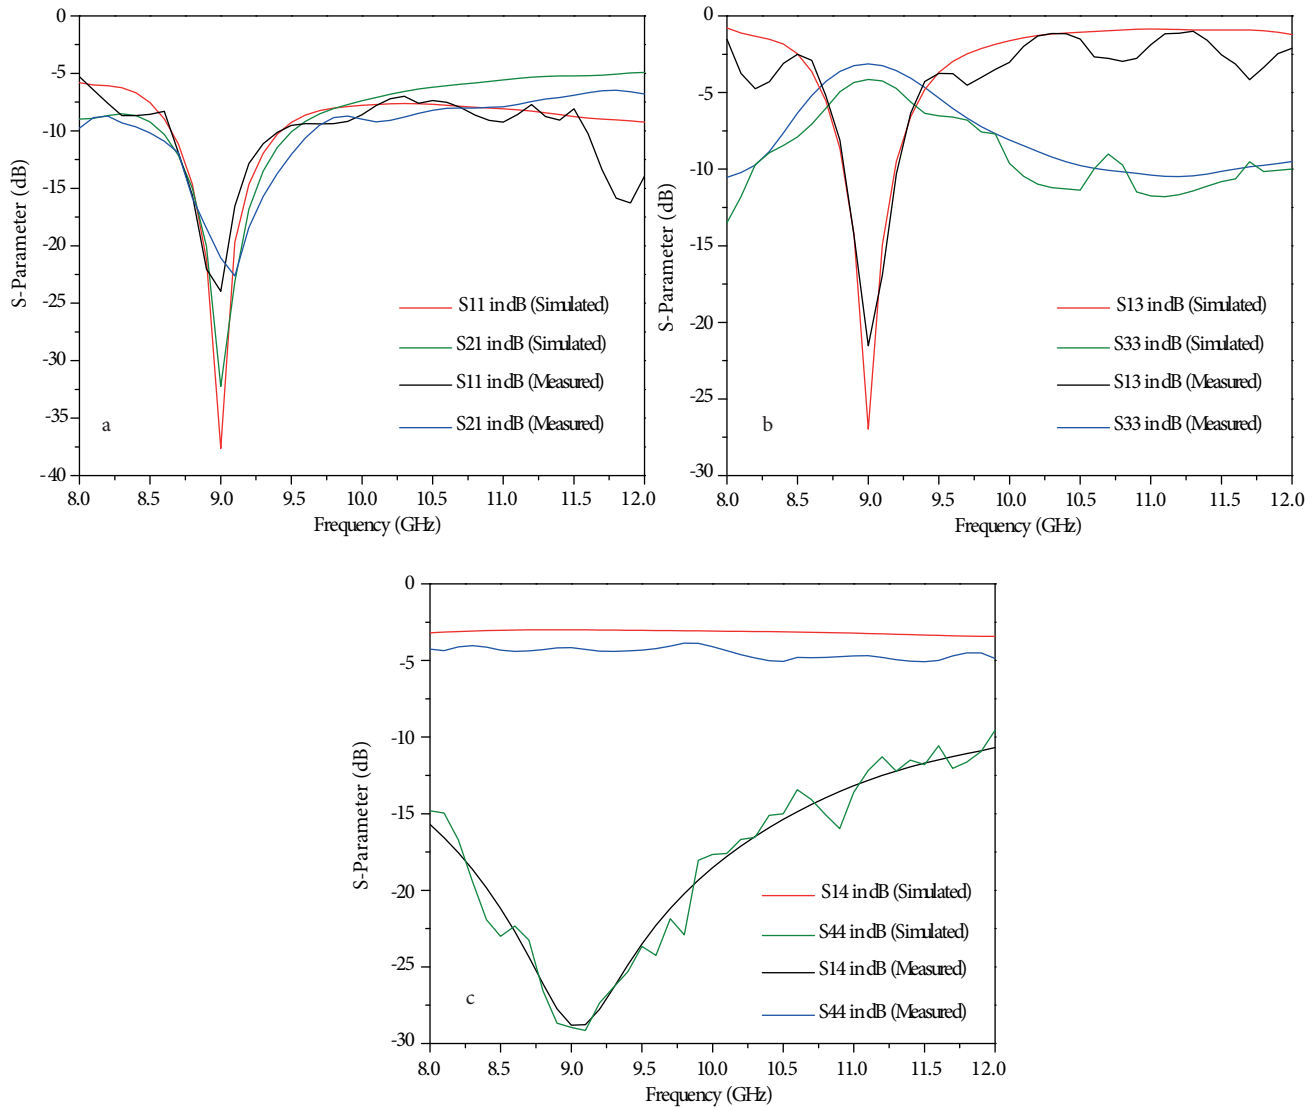 0
-5
-10
-15
-20
-25
-30
-35
-40
S-Parameter (dB)
S11 in dB (Simulated)
S21 in dB (Simulated)
S11 in dB (Measured)
S21 in dB (Measured)
a
8.0 8.5 9.0 9.5 10.0 10.5 11.0 11.5 12.0
Frequency (GHz)
0
-5
-10
-15
-20
-25
-30
S-Parameter (dB)
S13 in dB (Simulated)
S33 in dB (Simulated)
S13 in dB (Measured)
S33 in dB (Measured)
b
8.0 8.5 9.0 9.5 10.0 10.5 11.0 11.5 12.0
Frequency (GHz)
0
-5
-10
-15
-20
-25
-30
S-Parameter (dB)
S14 in dB (Simulated)
S44 in dB (Simulated)
S14 in dB (Measured)
S44 in dB (Measured)
c
8.0 8.5 9.0 9.5 10.0 10.5 11.0 11.5 12.0
Frequency (GHz)